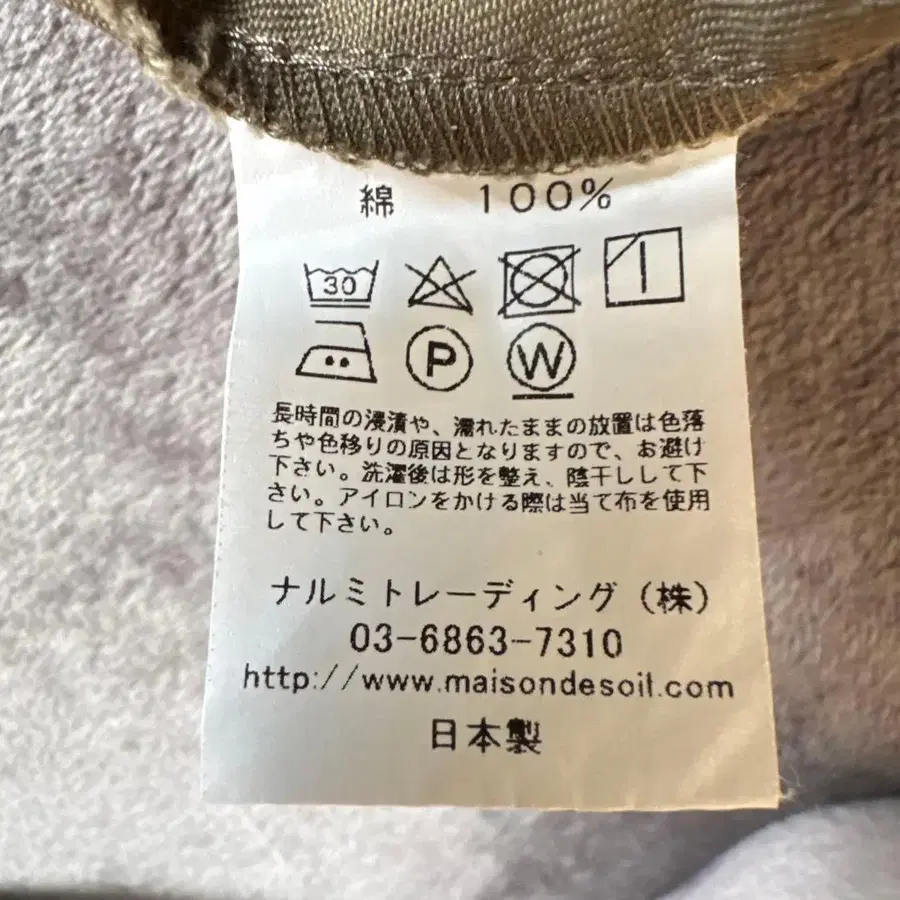 綿 100%
30
P W
長時間の浸漬や、濡れたままの放置は色落
ちや色移りの原因となりますので、お避け
下さい。洗濯後は形を整え、陰干しして下
さい。アイロンをかける際は当て布を使用
して下さい。
ナルミトレーディング（株）
03-6863-7310
http://www.maisondesoil.com
日本製